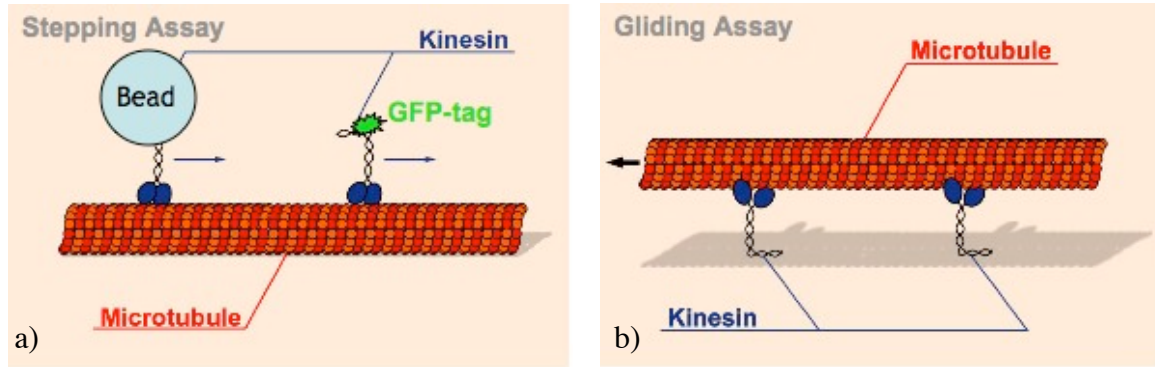 Stepping Assay
Kinesin
Bead
GFP-tag
Microtubule
a)
Gliding Assay
Microtubule
Kinesin
b)